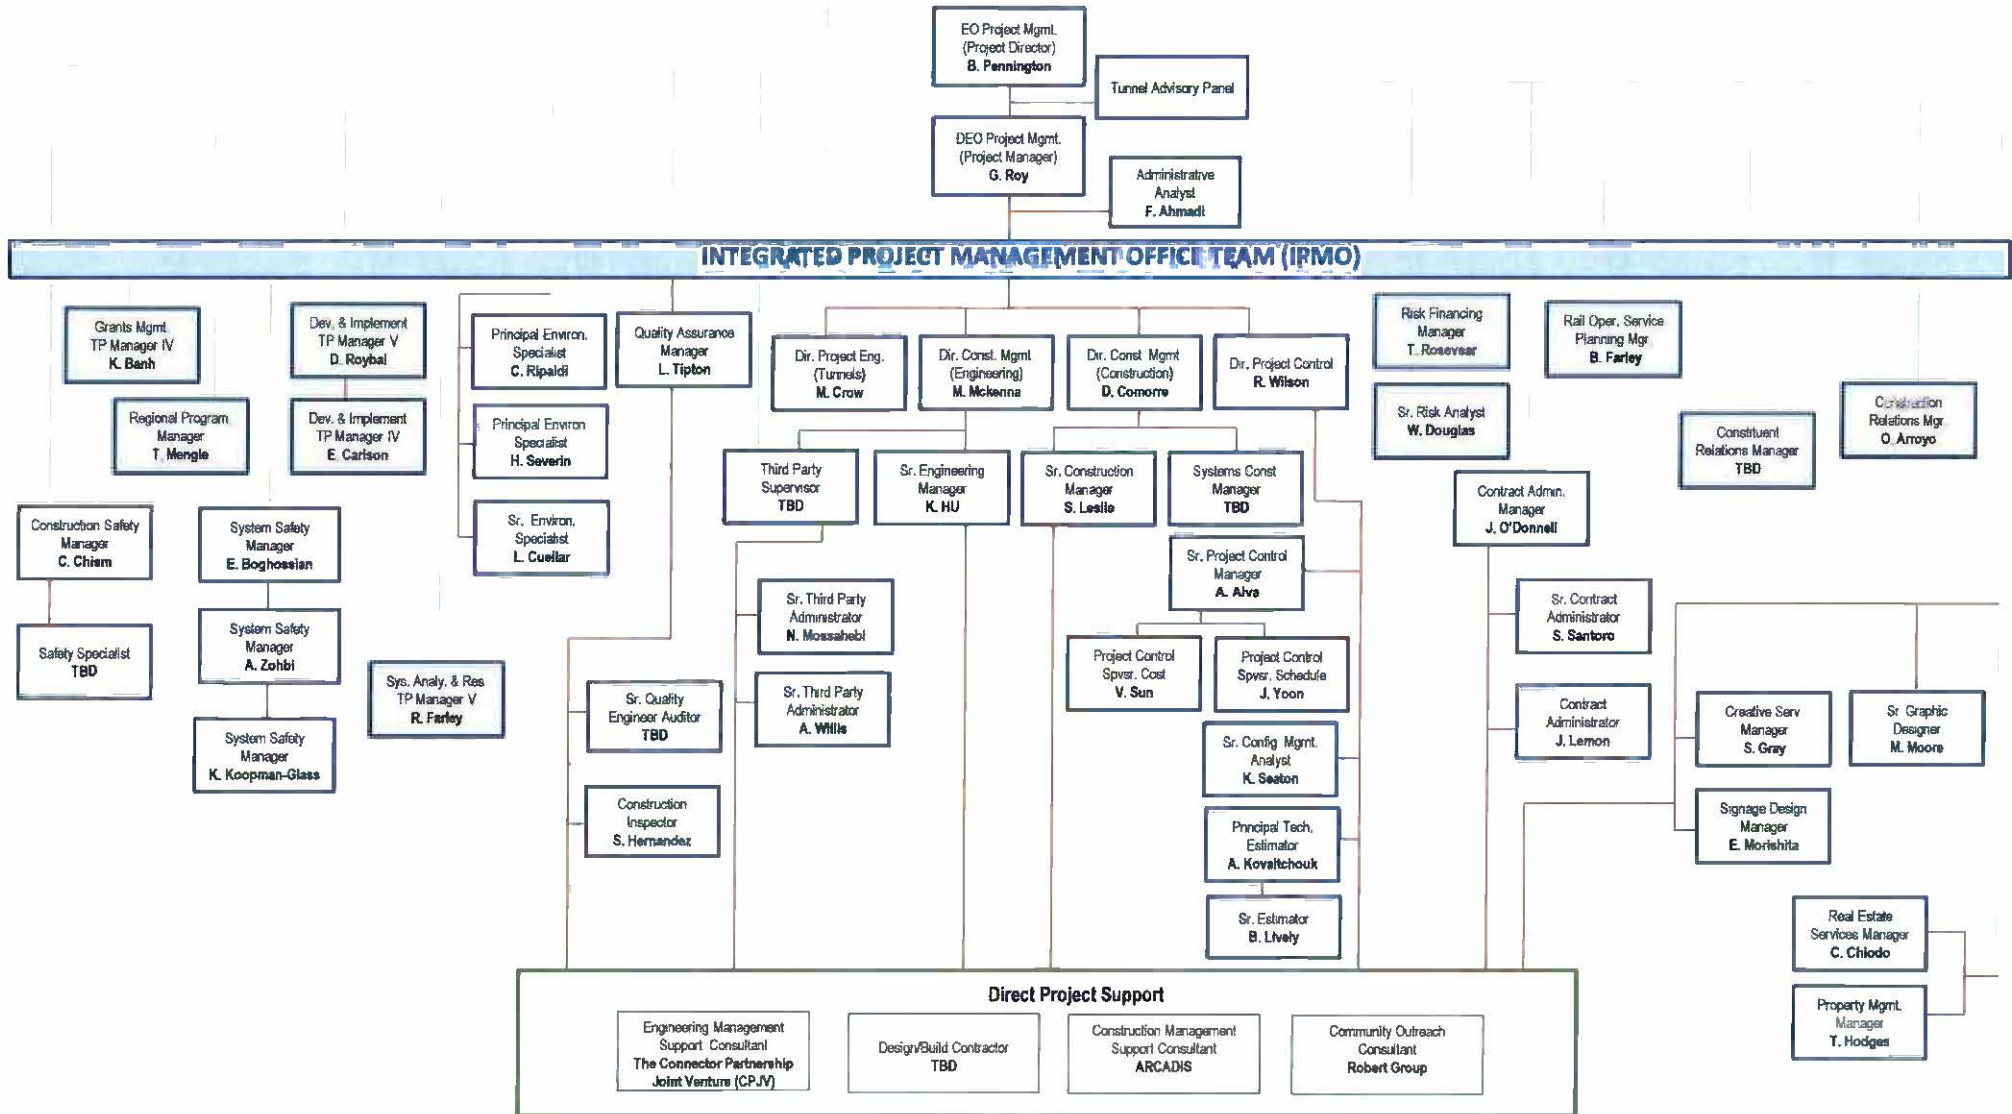 EO Project Mgmt.
(Project Director)
B. Pennington
Tunnel Advisory Panel
DEO Project Mgmt.
(Project Manager)
G. Roy
Administrative
Analyst
F. Ahmadi
INTEGRATED PROJECT MANAGEMENT OFFICE TEAM (IPMO)
Grants Mgmt.
TP Manager IV
K. Banh
Regional Program
Manager
T. Mengle
Dev. & Implement
TP Manager V
D. Roybal
Dev. & Implement
TP Manager IV
E. Carlson
Construction Safety
Manager
C. Chism
Safety Specialist
TBD
System Safety
Manager
E. Boghossian
System Safety
Manager
A. Zohbi
System Safety
Manager
K. Koopman-Glass
Sys. Analy. & Res
TP Manager V
R. Farley
Principal Environ.
Specialist
C. Ripaldi
Principal Environ
Specialist
H. Severin
Sr. Environ.
Specialist
L. Cuellar
Quality Assurance
Manager
L. Tipton
Sr. Quality
Engineer Auditor
TBD
Construction
Inspector
S. Hernandez
Dir. Project Eng.
(Tunnels)
M. Crow
Dir. Const. Mgmt
(Engineering)
M. Mckenna
Dir. Const. Mgmt
(Construction)
D. Comorre
Dir. Project Control
R. Wilson
Third Party
Supervisor
TBD
Sr. Engineering
Manager
K. HU
Sr. Construction
Manager
S. Leslie
Systems Const
Manager
TBD
Sr. Third Party
Administrator
N. Mossahebi
Sr. Third Party
Administrator
A. Willis
Sr. Project Control
Manager
A. Alva
Project Control
Spvsr. Cost
V. Sun
Project Control
Spvsr. Schedule
J. Yoon
Sr. Config Mgmt.
Analyst
K. Seaton
Principal Tech.
Estimator
A. Kovaltchouk
Sr. Estimator
B. Lively
Risk Financing
Manager
T. Rosevear
Sr. Risk Analyst
W. Douglas
Rail Oper. Service
Planning Mgr.
B. Farley
Constituent
Relations Manager
TBD
Construction
Relations Mgr.
O. Arroyo
Contract Admin.
Manager
J. O'Donnell
Sr. Contract
Administrator
S. Santoro
Contract
Administrator
J. Lemon
Creative Serv
Manager
S. Gray
Sr Graphic
Designer
M. Moore
Signage Design
Manager
E. Morishita
Real Estate
Services Manager
C. Chiodo
Property Mgmt.
Manager
T. Hodges
Direct Project Support
Engineering Management
Support Consultant
The Connector Partnership
Joint Venture (CPJV)
Design/Build Contractor
TBD
Construction Management
Support Consultant
ARCADIS
Community Outreach
Consultant
Robert Group